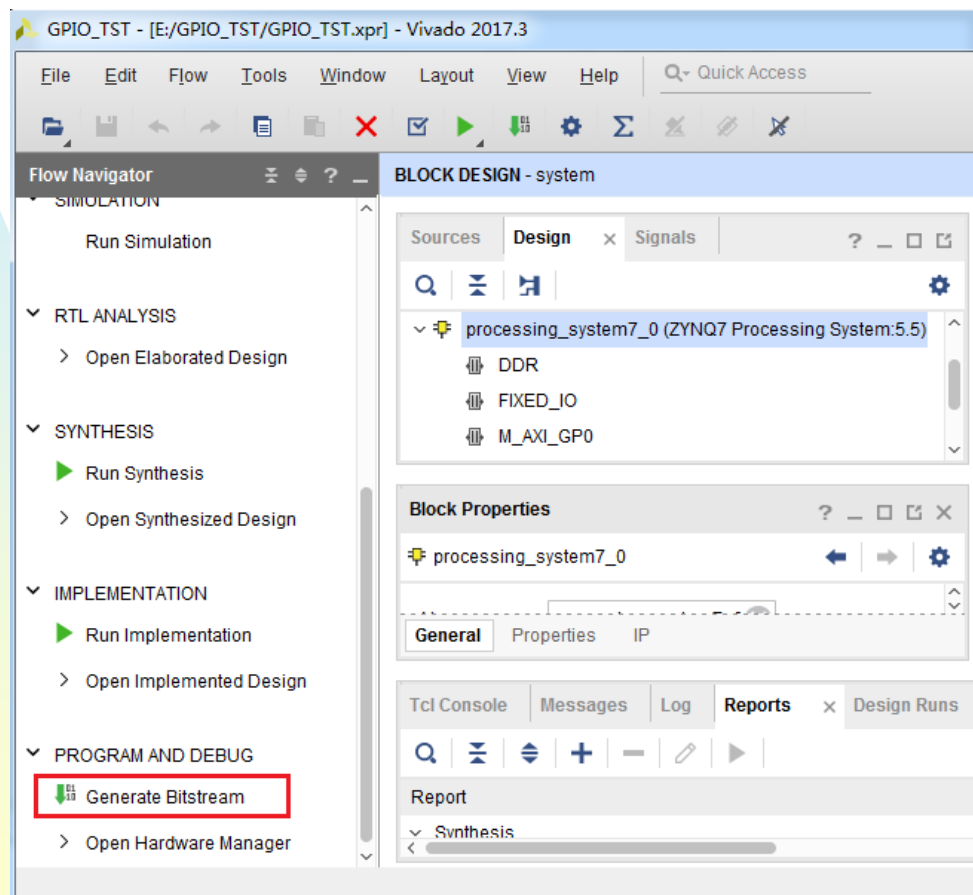 GPIO_TST - [E:/GPIO_TST/GPIO_TST.xpr] - Vivado 2017.3
File Edit Flow Tools Window Layout View Help Quick Access
Flow Navigator
SIMULATION
Run Simulation
RTL ANALYSIS
Open Elaborated Design
SYNTHESIS
Run Synthesis
Open Synthesized Design
IMPLEMENTATION
Run Implementation
Open Implemented Design
PROGRAM AND DEBUG
Generate Bitstream
Open Hardware Manager
BLOCK DESIGN - system
Sources Design Signals
processing_system7_0 (ZYNQ7 Processing System:5.5)
DDR
FIXED_IO
M_AXI_GP0
Block Properties
processing_system7_0
General Properties IP
Tcl Console Messages Log Reports Design Runs
Report
Synthesis